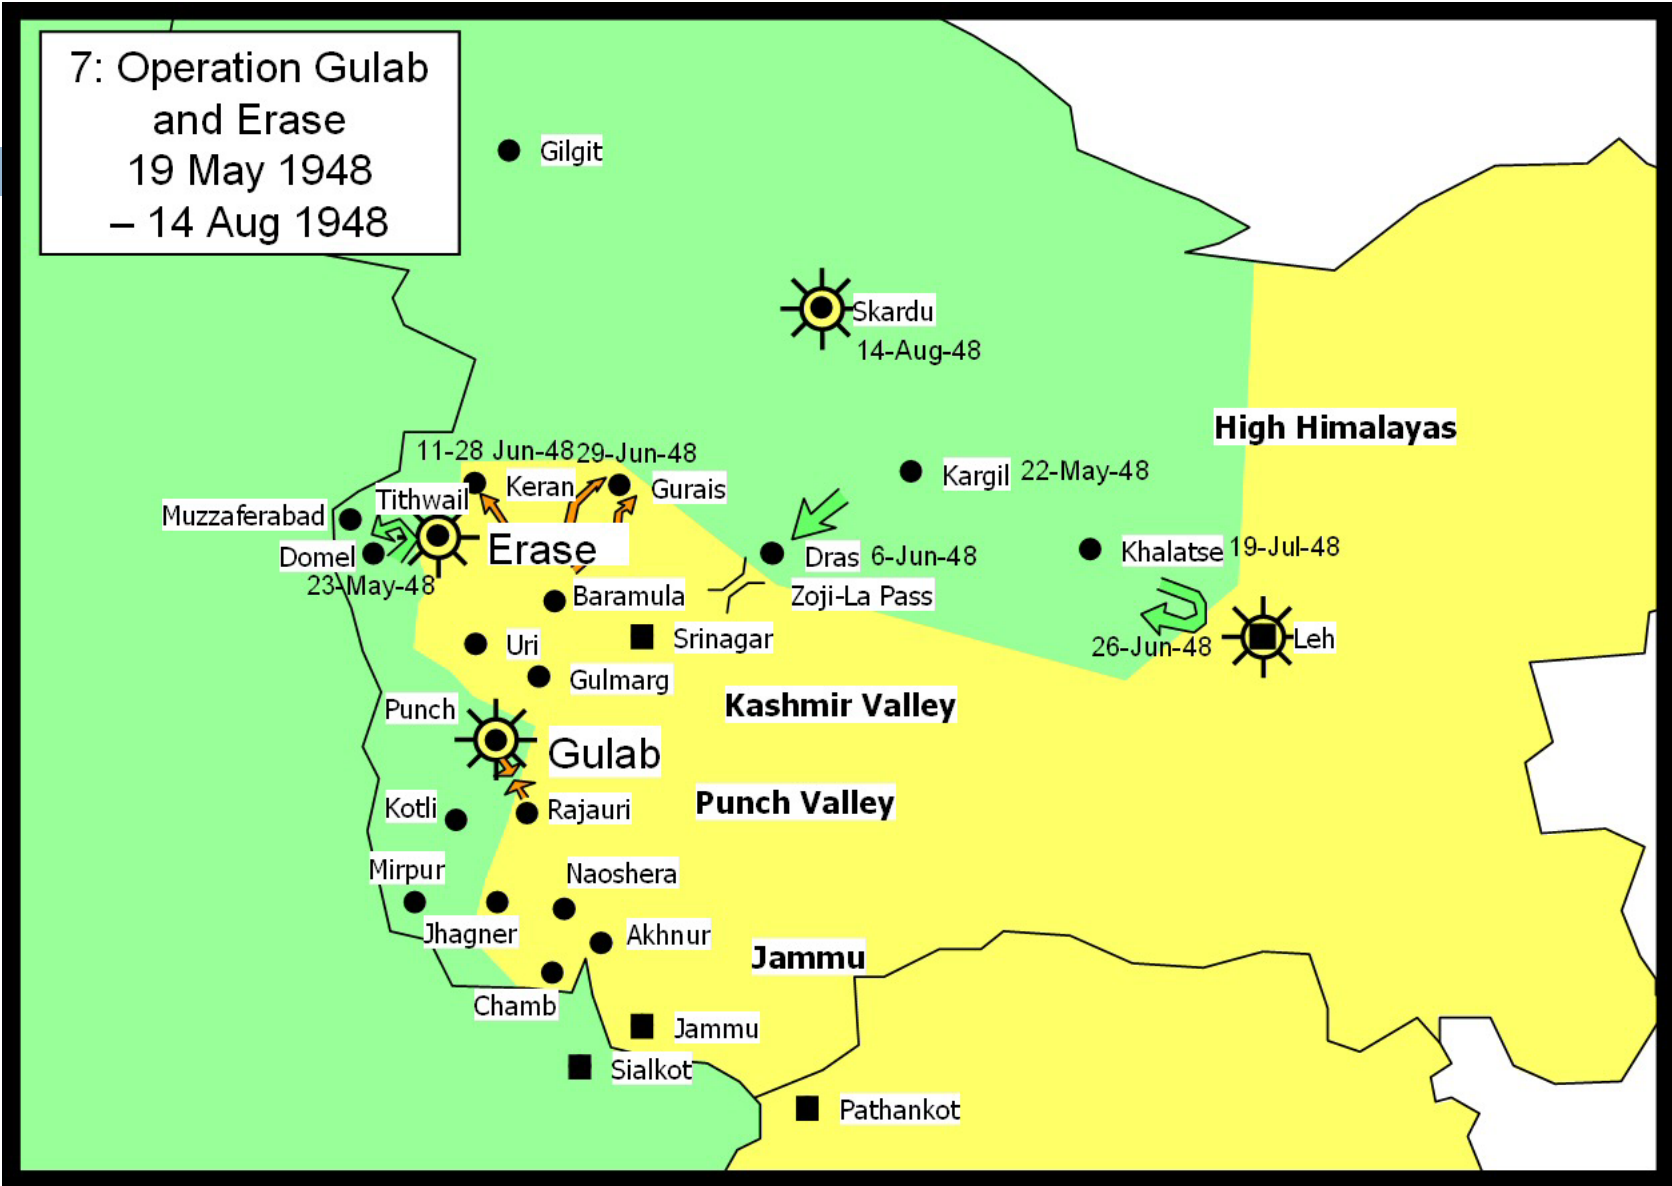 7: Operation Gulab
and Erase
19 May 1948
– 14 Aug 1948
Gilgit
Skardu
14-Aug-48
High Himalayas
11-28 Jun-48
29-Jun-48
Keran
Gurais
Kargil
22-May-48
Tithwail
Muzzaferabad
Domel
23-May-48
Erase
Dras
6-Jun-48
Khalatse
19-Jul-48
Zoji-La Pass
Baramula
Srinagar
Uri
26-Jun-48
Leh
Gulmarg
Kashmir Valley
Punch
Gulab
Punch Valley
Kotli
Rajauri
Mirpur
Naoshera
Jhagner
Akhnur
Jammu
Chamb
Jammu
Sialkot
Pathankot